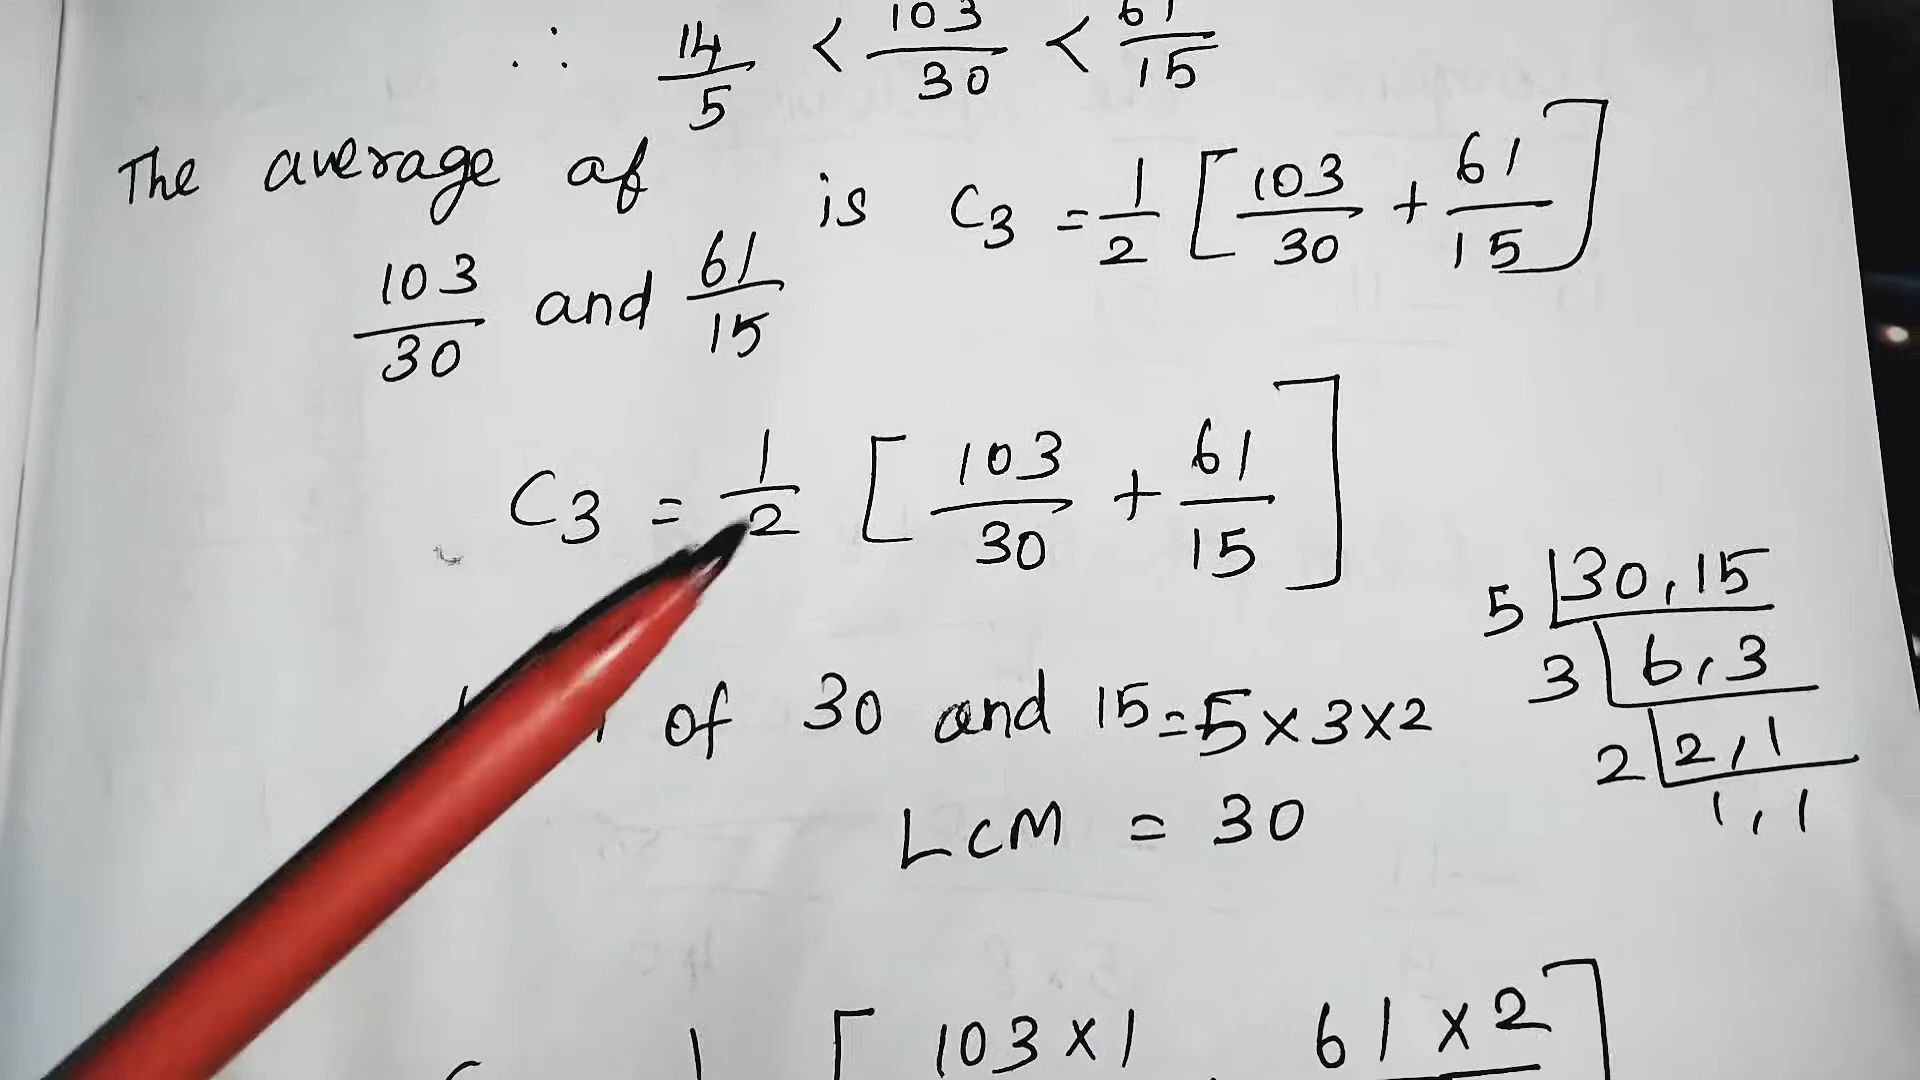 ∴ 14/5 < 103/30 < 61/15
The average of 103/30 and 61/15 is C3 = 1/2 [103/30 + 61/15]
C3 = 1/2 [103/30 + 61/15]
5 | 30, 15
3 | 6, 3
2 | 2, 1
1, 1
of 30 and 15 = 5 x 3 x 2
LCM = 30
1 [103 x 1 61 x 2]